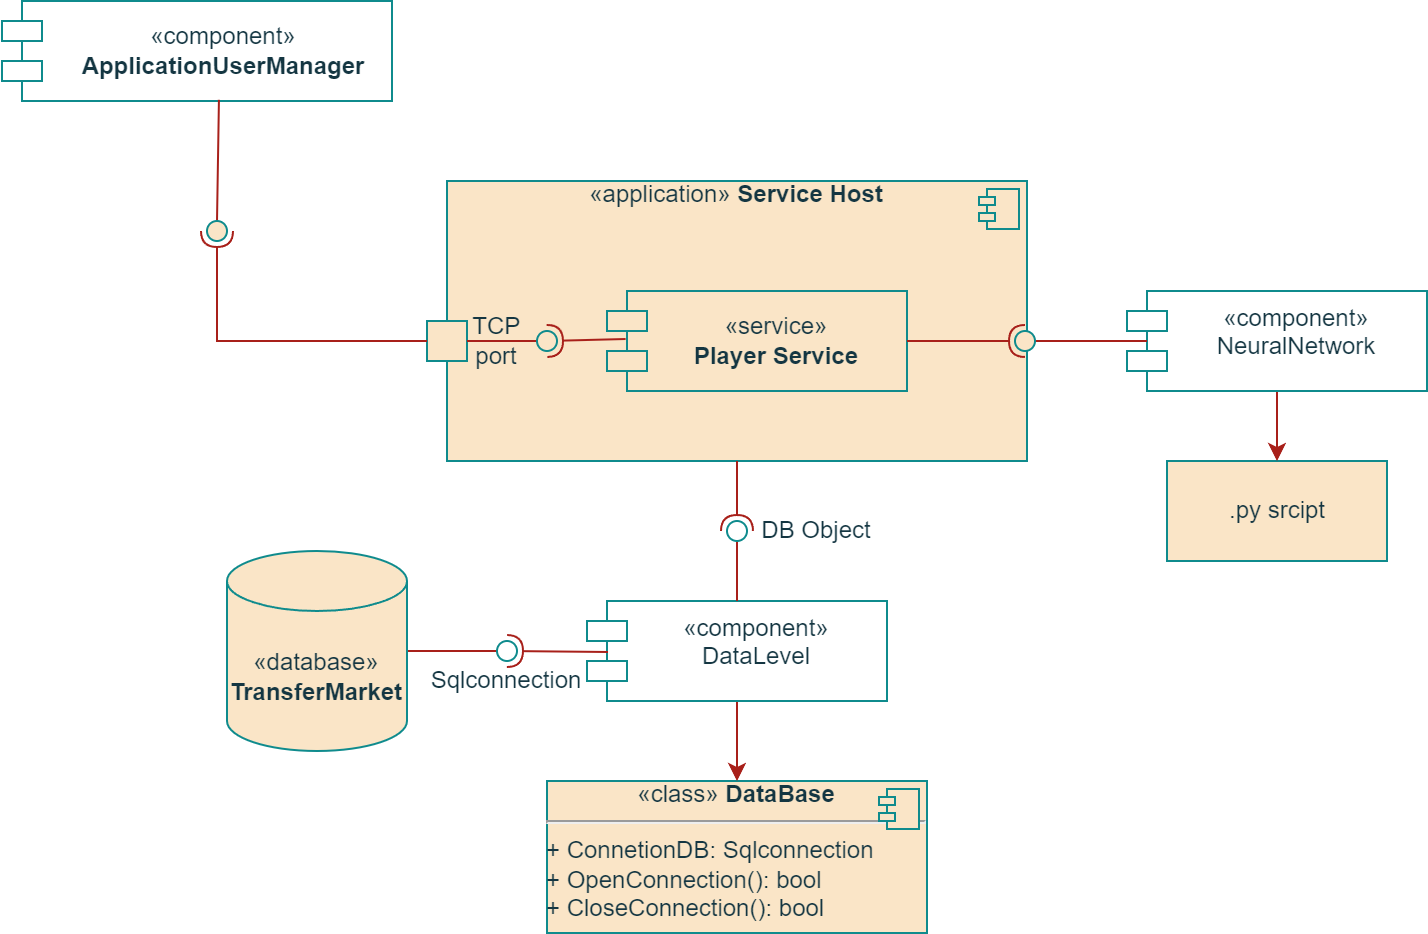 «component»
ApplicationUserManager
«application» Service Host
TCP
port
«service»
Player Service
«component»
NeuralNetwork
.py srcipt
DB Object
«component»
DataLevel
«database»
TransferMarket
Sqlconnection
«class» DataBase
+ ConnetionDB: Sqlconnection
+ OpenConnection(): bool
+ CloseConnection(): bool